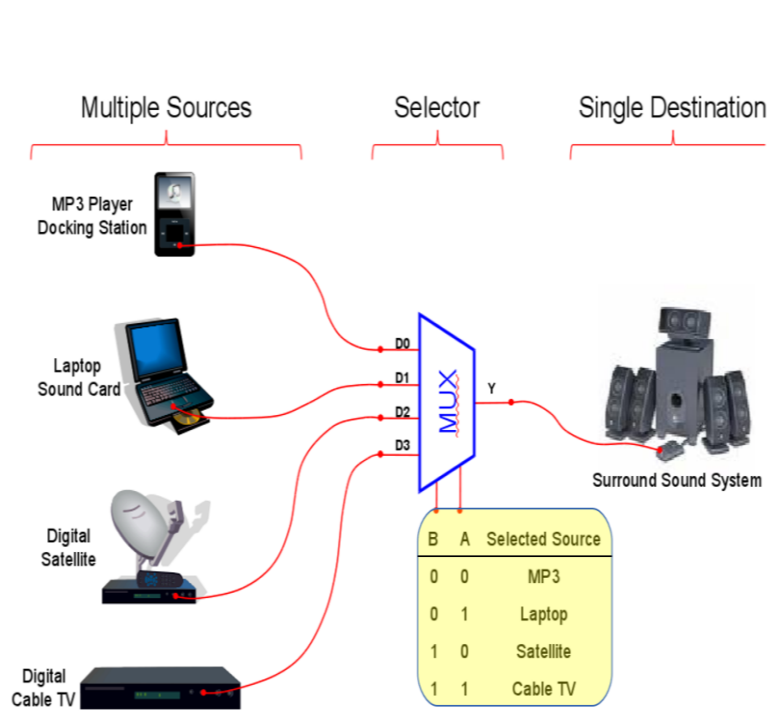 Multiple Sources
Selector
Single Destination
MP3 Player
Docking Station
Laptop
Sound Card
Digital
Satellite
Digital
Cable TV
D0
D1
D2
D3
MUX
Y
Surround Sound System
B A Selected Source
0 0 MP3
0 1 Laptop
1 0 Satellite
1 1 Cable TV